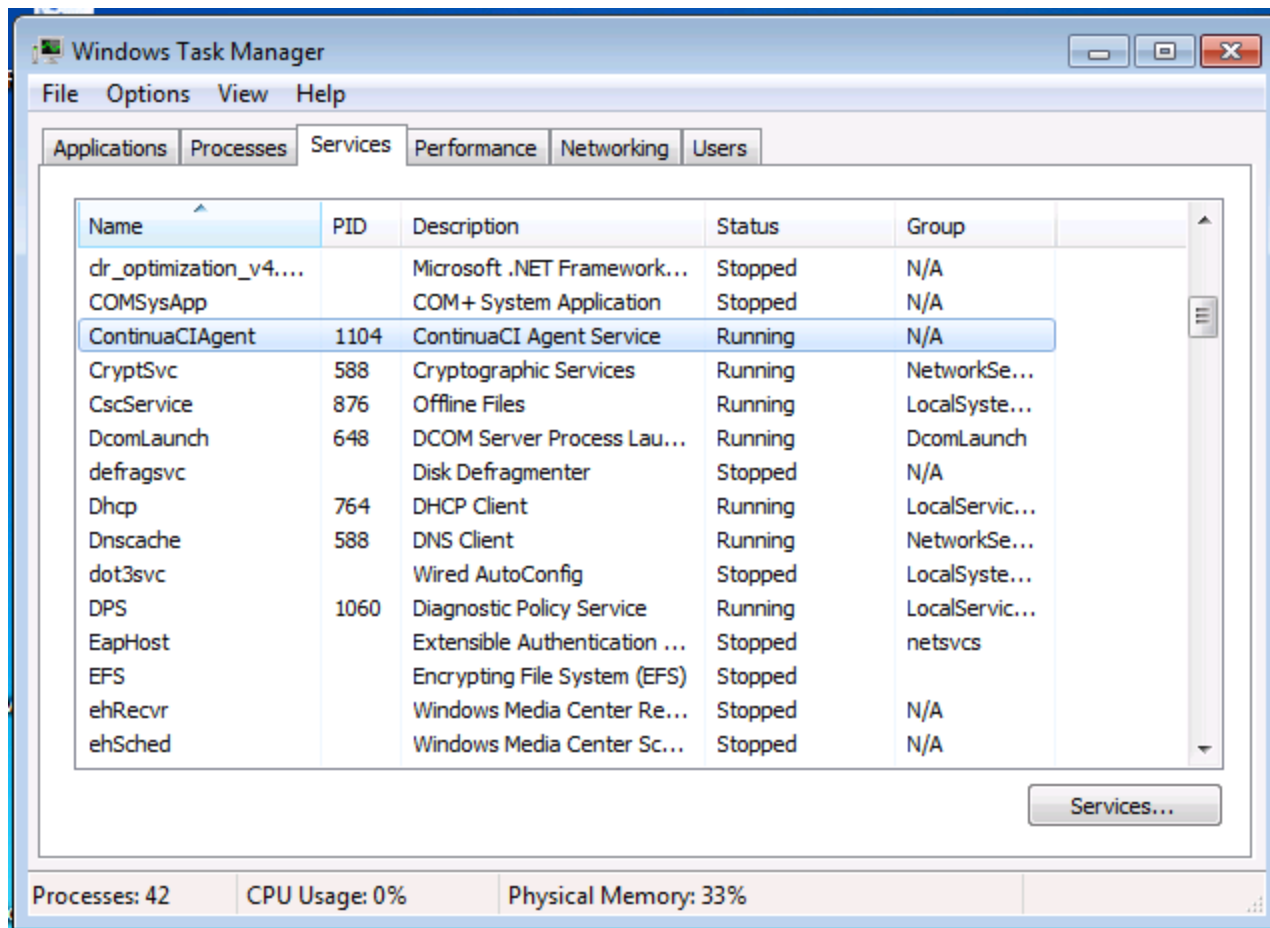 Windows Task Manager
File Options View Help
Applications Processes Services Performance Networking Users
Name PID Description Status Group
clr_optimization_v4.... Microsoft .NET Framework... Stopped N/A
COMSysApp COM+ System Application Stopped N/A
ContinuaCIAgent 1104 ContinuaCI Agent Service Running N/A
CryptSvc 588 Cryptographic Services Running NetworkSe...
CscService 876 Offline Files Running LocalSyste...
DcomLaunch 648 DCOM Server Process Lau... Running DcomLaunch
defragsvc Disk Defragmenter Stopped N/A
Dhcp 764 DHCP Client Running LocalServic...
Dnscache 588 DNS Client Running NetworkSe...
dot3svc Wired AutoConfig Stopped LocalSyste...
DPS 1060 Diagnostic Policy Service Running LocalServic...
EapHost Extensible Authentication ... Stopped netsvcs
EFS Encrypting File System (EFS) Stopped
ehRecvr Windows Media Center Re... Stopped N/A
ehSched Windows Media Center Sc... Stopped N/A
Services...
Processes: 42 CPU Usage: 0% Physical Memory: 33%